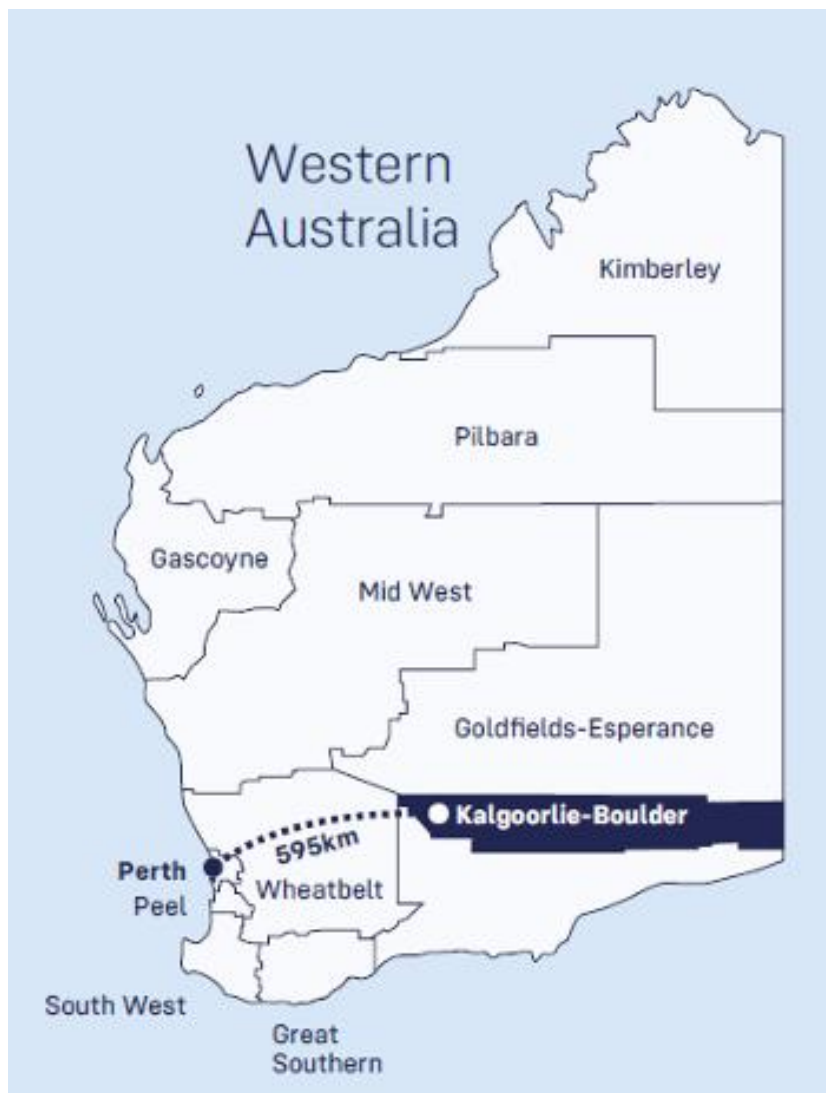 Western
Australia
Kimberley
Pilbara
Gascoyne
Mid West
Goldfields-Esperance
Kalgoorlie-Boulder
595km
Perth
Wheatbelt
Peel
South West
Great
Southern